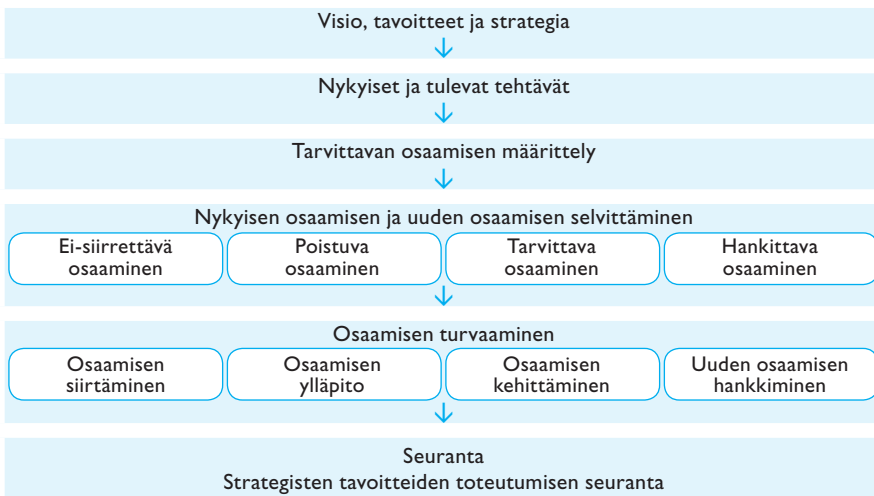 Visio, tavoitteet ja strategia
Nykyiset ja tulevat tehtävät
Tarvittavan osaamisen määrittely
Nykyisen osaamisen ja uuden osaamisen selvittäminen
Ei-siirrettävä
osaaminen
Poistuva
osaaminen
Tarvittava
osaaminen
Hankittava
osaaminen
Osaamisen turvaaminen
Osaamisen
siirtäminen
Osaamisen
ylläpito
Osaamisen
kehittäminen
Uuden osaamisen
hankkiminen
Seuranta
Strategisten tavoitteiden toteutumisen seuranta